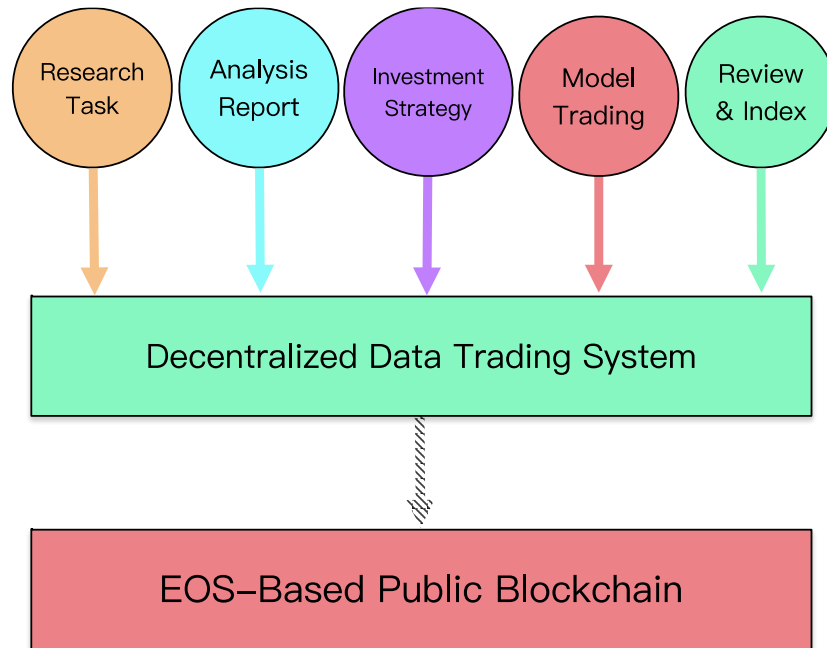 Research
Task
Analysis
Report
Investment
Strategy
Model
Trading
Review
& Index
Decentralized Data Trading System
EOS–Based Public Blockchain